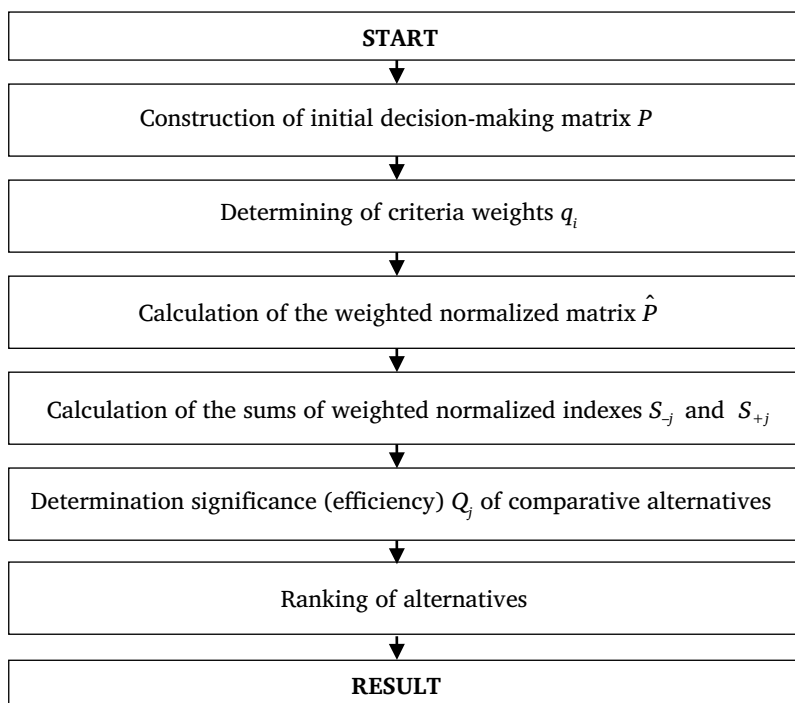 START
Construction of initial decision-making matrix P
Determining of criteria weights qᵢ
Calculation of the weighted normalized matrix P̂
Calculation of the sums of weighted normalized indexes S₋ⱼ and S₊ⱼ
Determination significance (efficiency) Qⱼ of comparative alternatives
Ranking of alternatives
RESULT